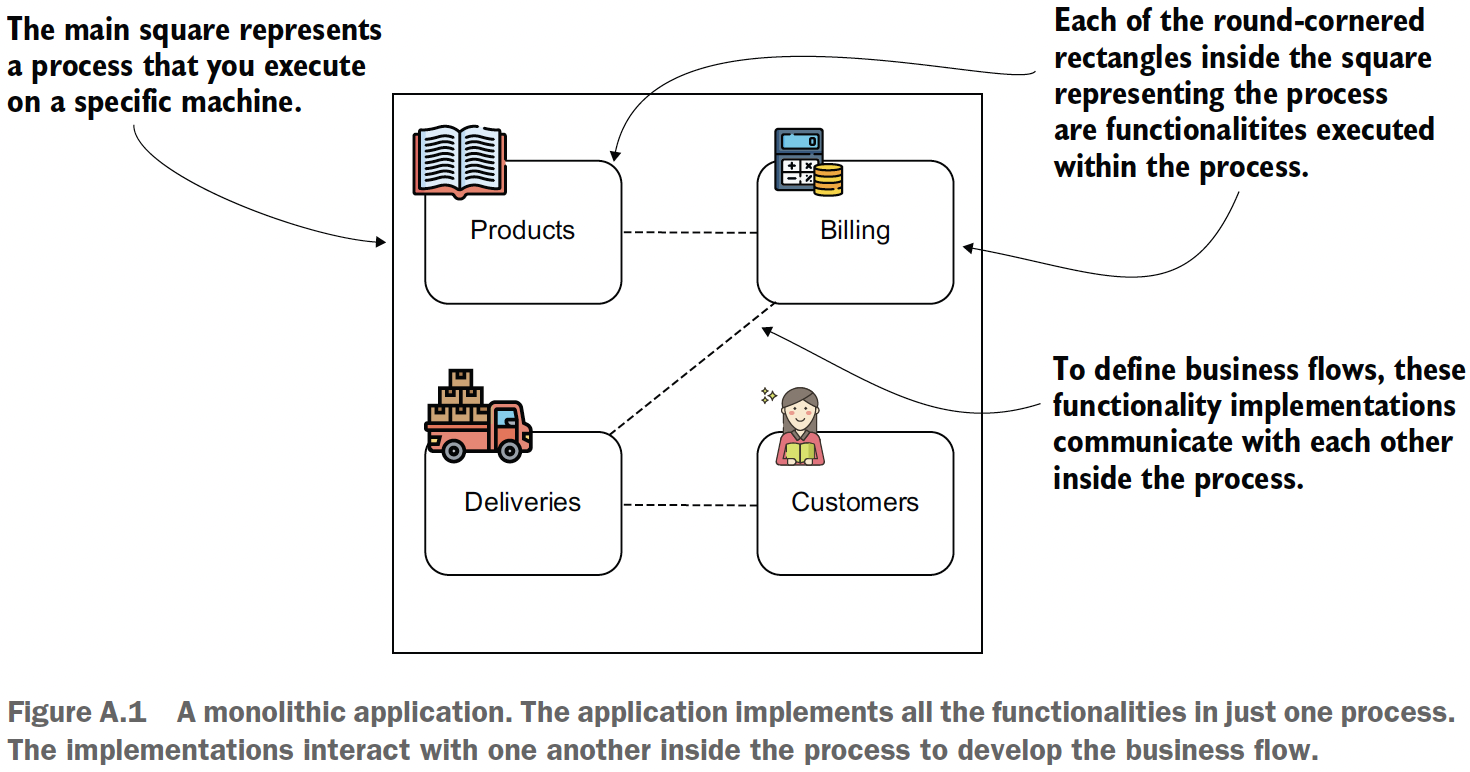 The main square represents
a process that you execute
on a specific machine.
Each of the round-cornered
rectangles inside the square
representing the process
are functionalitites executed
within the process.
Products
0
Billing
To define business flows, these
functionality implementations
communicate with each other
inside the process.
Deliveries
Customers
Figure A.1 A monolithic application. The application implements all the functionalities in just one process.
The implementations interact with one another inside the process to develop the business flow.